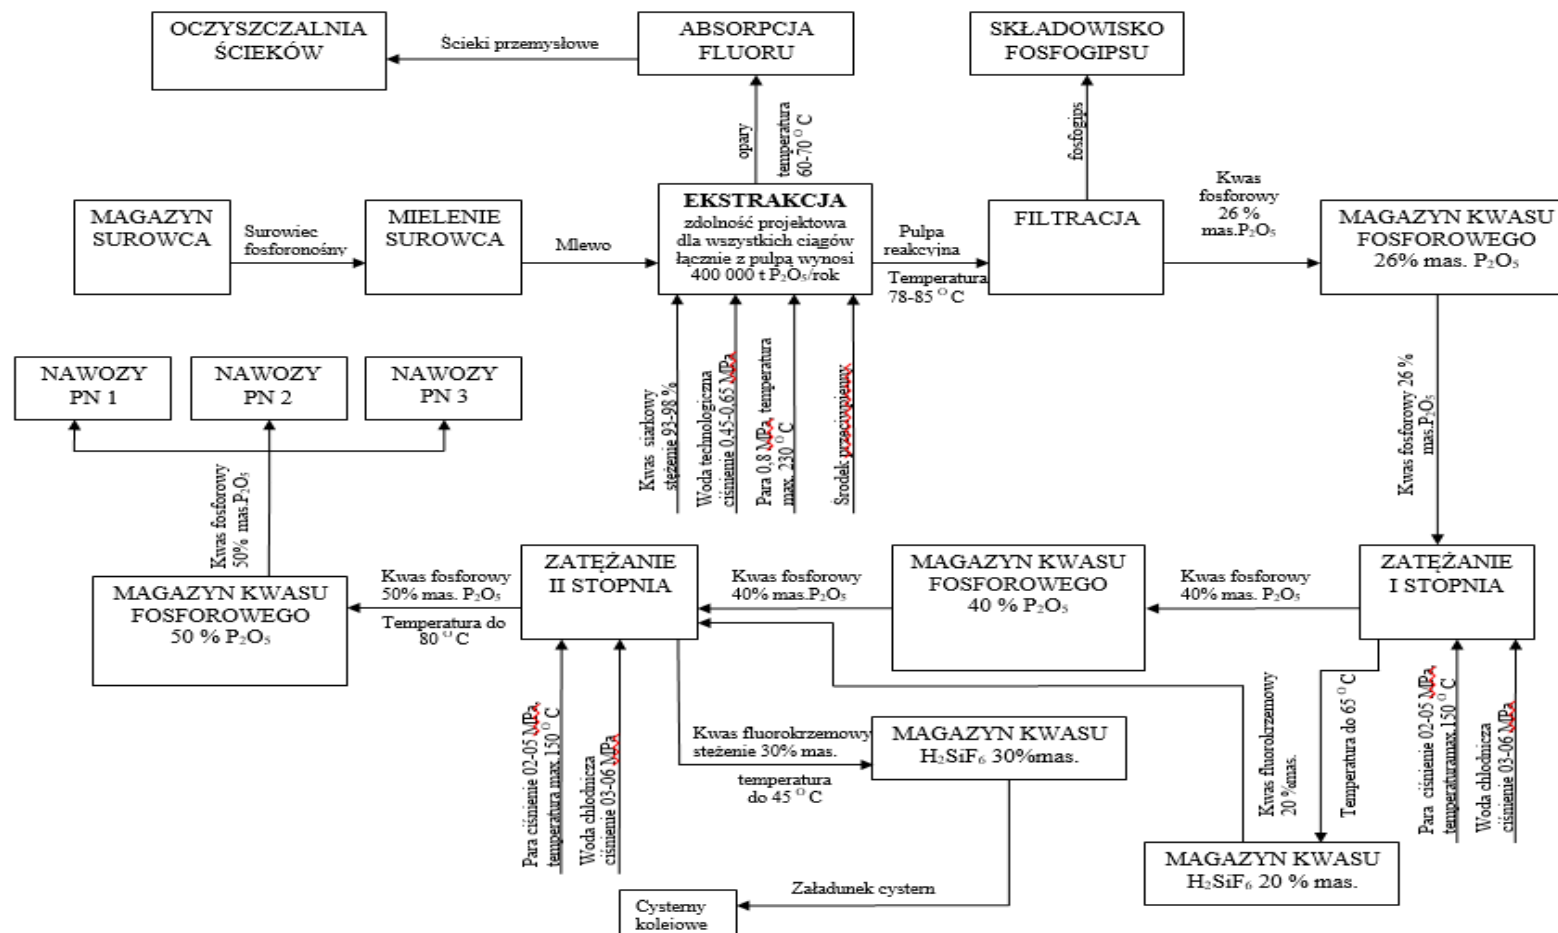 OCZYSZCZALNIA
ŚCIEKÓW
Ścieki przemysłowe
ABSORPCJA
FLUORU
SKŁADOWISKO
FOSFOGIPSU
opary
temperatura
60-70 ° C
fosfogips
MAGAZYN
SUROWCA
Surowiec
fosforonośny
MIELENIE
SUROWCA
Mlewo
EKSTRAKCJA
zdolność projektowa
dla wszystkich ciągów
łącznie z pulpą wynosi
400 000 t P₂O₅/rok
Pulpa
reakcyjna
Temperatura
78-85 ° C
FILTRACJA
Kwas
fosforowy
26 %
mas.P₂O₅
MAGAZYN KWASU
FOSFOROWEGO
26% mas. P₂O₅
NAWOZY
PN 1
NAWOZY
PN 2
NAWOZY
PN 3
Kwas siarkowy
stężenie 93-98 %
Woda technologiczna
ciśnienie 0,45-0,65 MPa
Para 0,8 MPa, temperatura
max. 230 ° C
Środek przeciwpienny
Kwas fosforowy 26 %
mas.P₂O₅
Kwas fosforowy
50% mas.P₂O₅
MAGAZYN KWASU
FOSFOROWEGO
50 % P₂O₅
Kwas fosforowy
50% mas. P₂O₅
Temperatura do
80 ° C
ZATĘŻANIE
II STOPNIA
Kwas fosforowy
40% mas.P₂O₅
MAGAZYN KWASU
FOSFOROWEGO
40 % P₂O₅
Kwas fosforowy
40% mas. P₂O₅
ZATĘŻANIE
I STOPNIA
Para ciśnienie 02-05 MPa,
temperatura max.150 ° C
Woda chłodnicza
ciśnienie 03-06 MPa
Kwas fluorokrzemowy
stężenie 30% mas.
temperatura
do 45 ° C
MAGAZYN KWASU
H₂SiF₆ 30%mas.
Kwas fluorokrzemowy
20 %mas.
Temperatura do 65 ° C
Para ciśnienie 02-05 MPa,
temperaturamax.150 ° C
Woda chłodnicza
ciśnienie 03-06 MPa
MAGAZYN KWASU
H₂SiF₆ 20 % mas.
Załadunek cystern
Cysterny
kolejowe